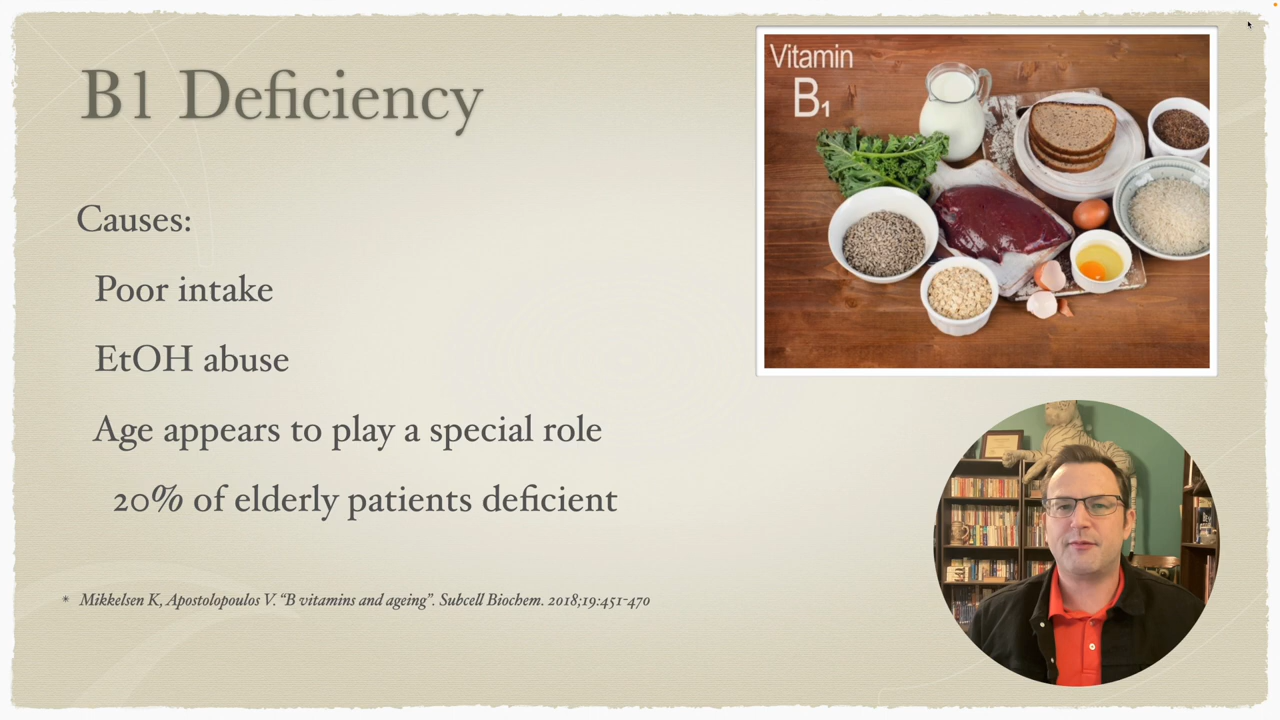 B1 Deficiency
Vitamin
B1
Causes:
Poor intake
EtOH abuse
Age appears to play a special role
20% of elderly patients deficient
* Mikkelsen K, Apostolopoulos V. “B vitamins and ageing”. Subcell Biochem. 2018;19:451-470